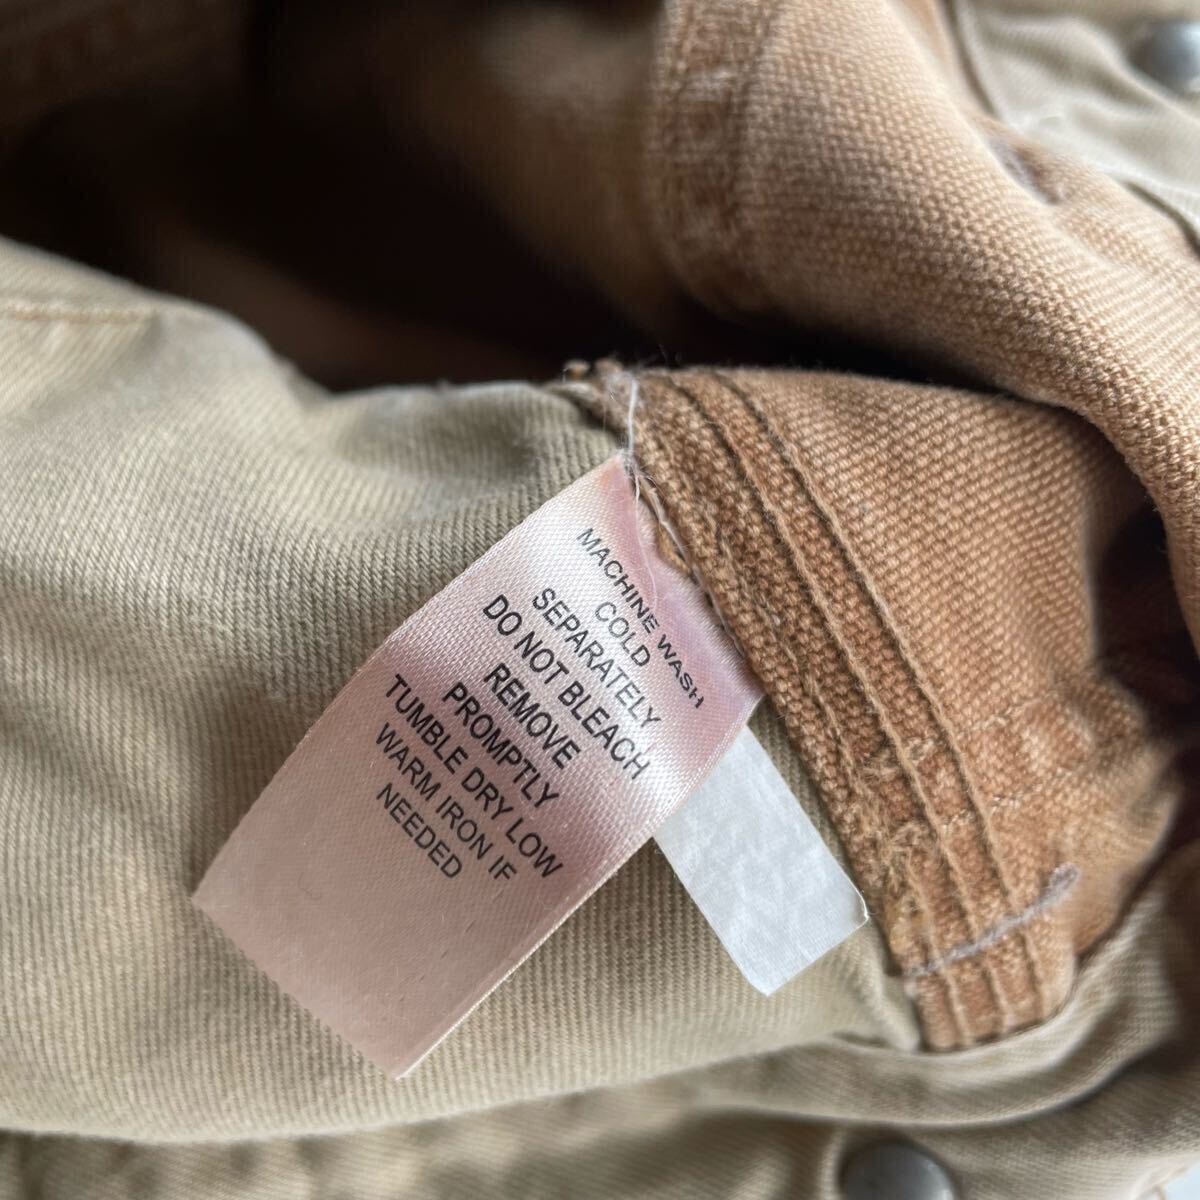 MACHINE WASH
COLD
SEPARATELY
DO NOT BLEACH
REMOVE
PROMPTLY
TUMBLE DRY LOW
WARM IRON IF
NEEDED